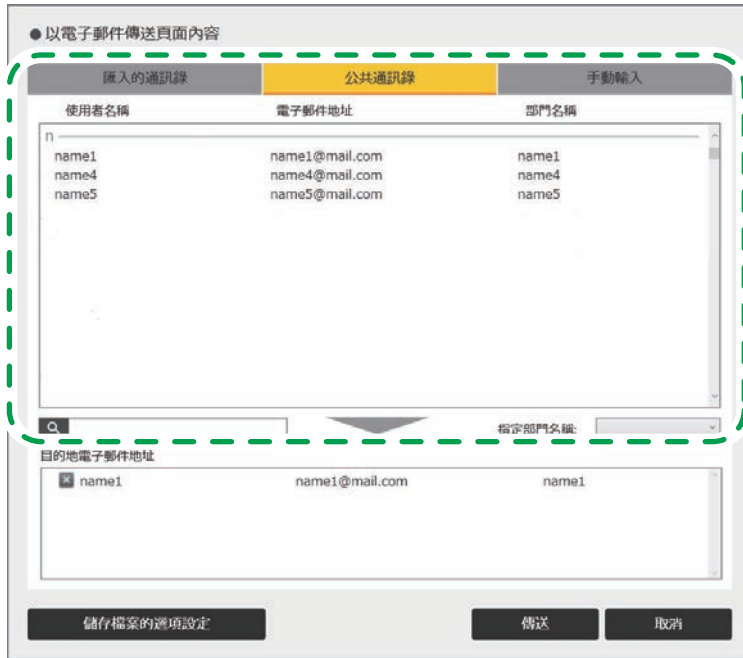 ●以電子郵件傳送頁面內容
匯入的通訊錄 公共通訊錄 手動輸入
使用者名稱 電子郵件地址 部門名稱
n
name1 name1@mail.com name1
name4 name4@mail.com name4
name5 name5@mail.com name5
指定部門名稱:
目的地電子郵件地址
name1 name1@mail.com name1
儲存檔案的選項設定 傳送 取消